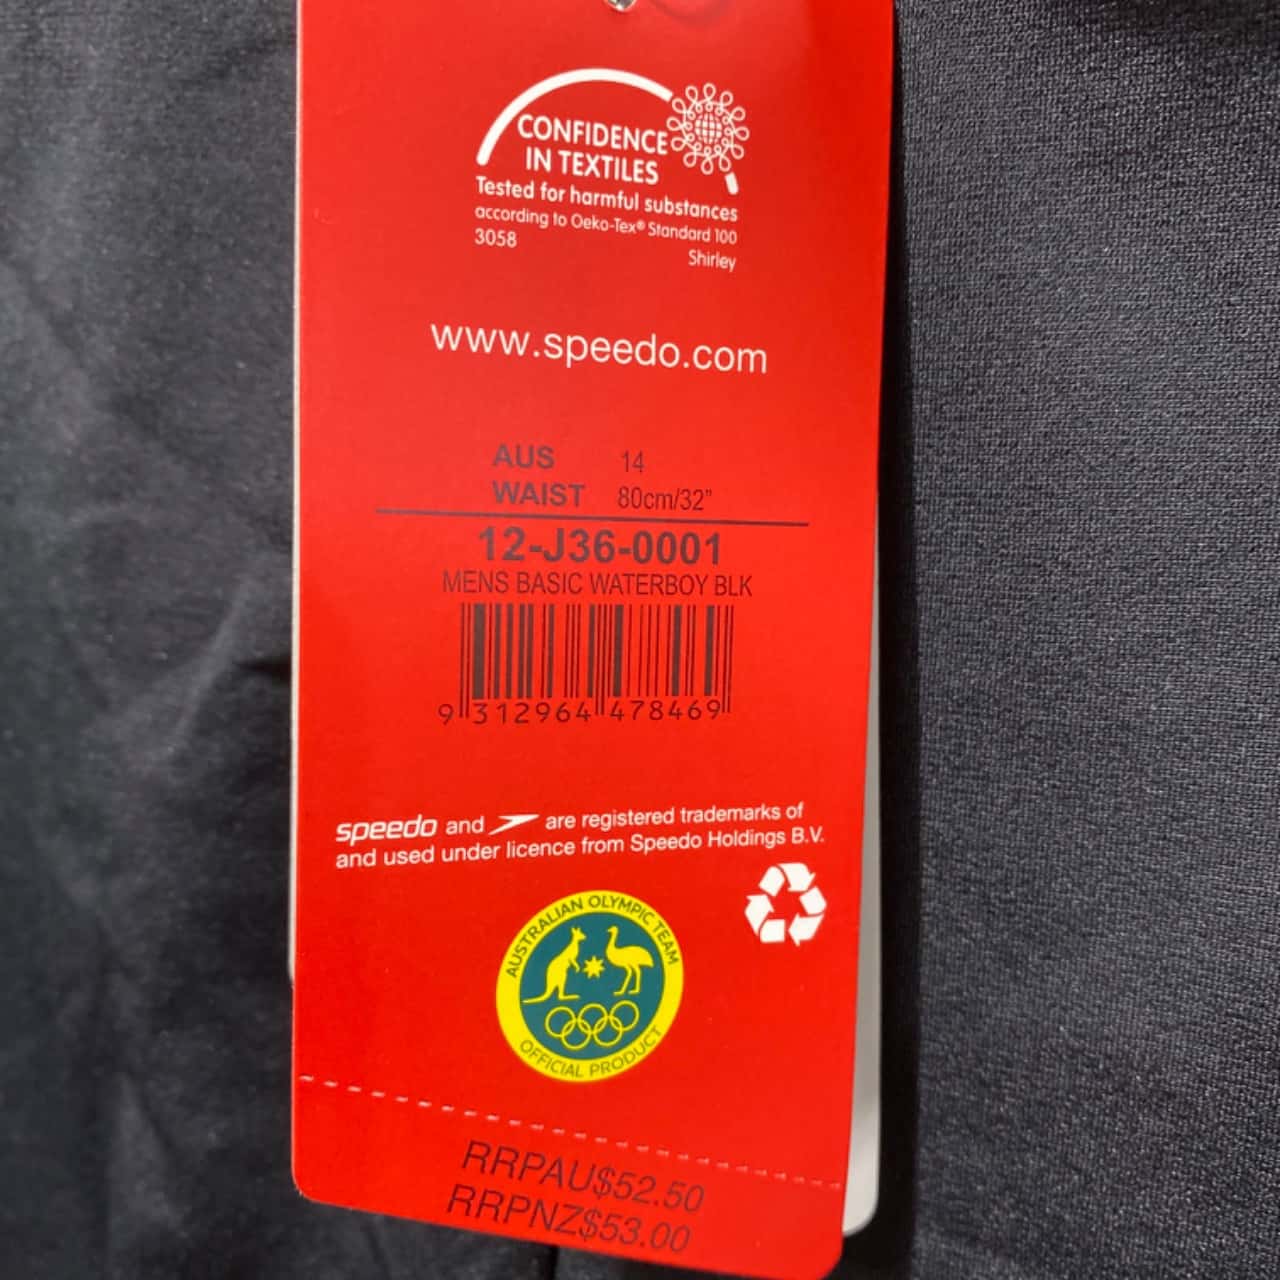 CONFIDENCE
IN TEXTILES
Tested for harmful substances
according to Oeko-Tex® Standard 100
3058
Shirley
www.speedo.com
AUS 14
WAIST 80cm/32"
12-J36-0001
MENS BASIC WATERBOY BLK
9 312964 478469
speedo and are registered trademarks of
and used under licence from Speedo Holdings B.V.
AUSTRALIAN OLYMPIC TEAM
OFFICIAL PRODUCT
RRPAU$52.50
RRPNZ$53.00